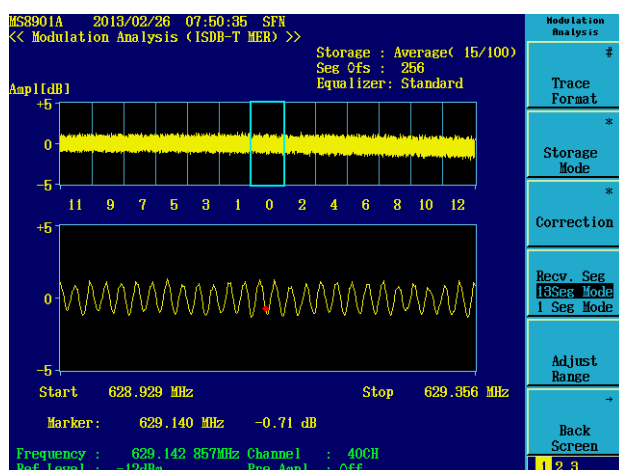 MS8901A 2013/02/26 07:50:35 SFN
<< Modulation Analysis (ISDB-T MER) >>
Storage : Average( 15/100)
Seg Ofs : 256
Equalizer: Standard
Ampl[dB]
+5
0
-5
11 9 7 5 3 1 0 2 4 6 8 10 12
+5
0
-5
Start 628.929 MHz Stop 629.356 MHz
Marker: 629.140 MHz -0.71 dB
Frequency : 629.142 857MHz Channel : 40CH
Ref Level : -12dBm Pre Ampl : Off
Modulation
Analysis
#
Trace
Format
*
Storage
Mode
*
Correction
Recv. Seg
13Seg Mode
1 Seg Mode
Adjust
Range
→
Back
Screen
1 2 3